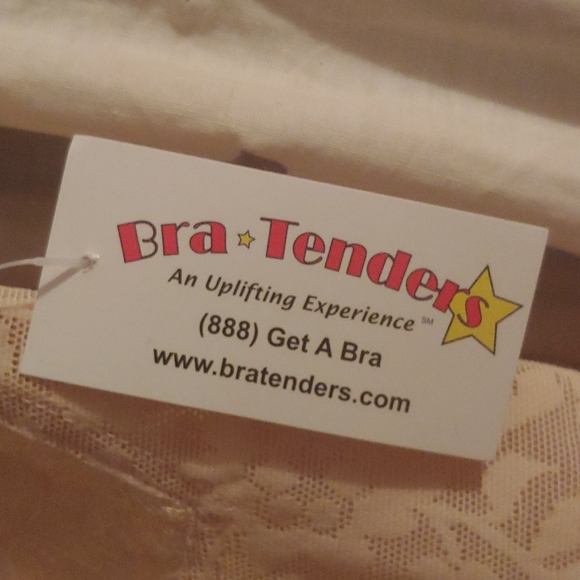 Bra Tenders
An Uplifting Experience SM
(888) Get A Bra
www.bratenders.com